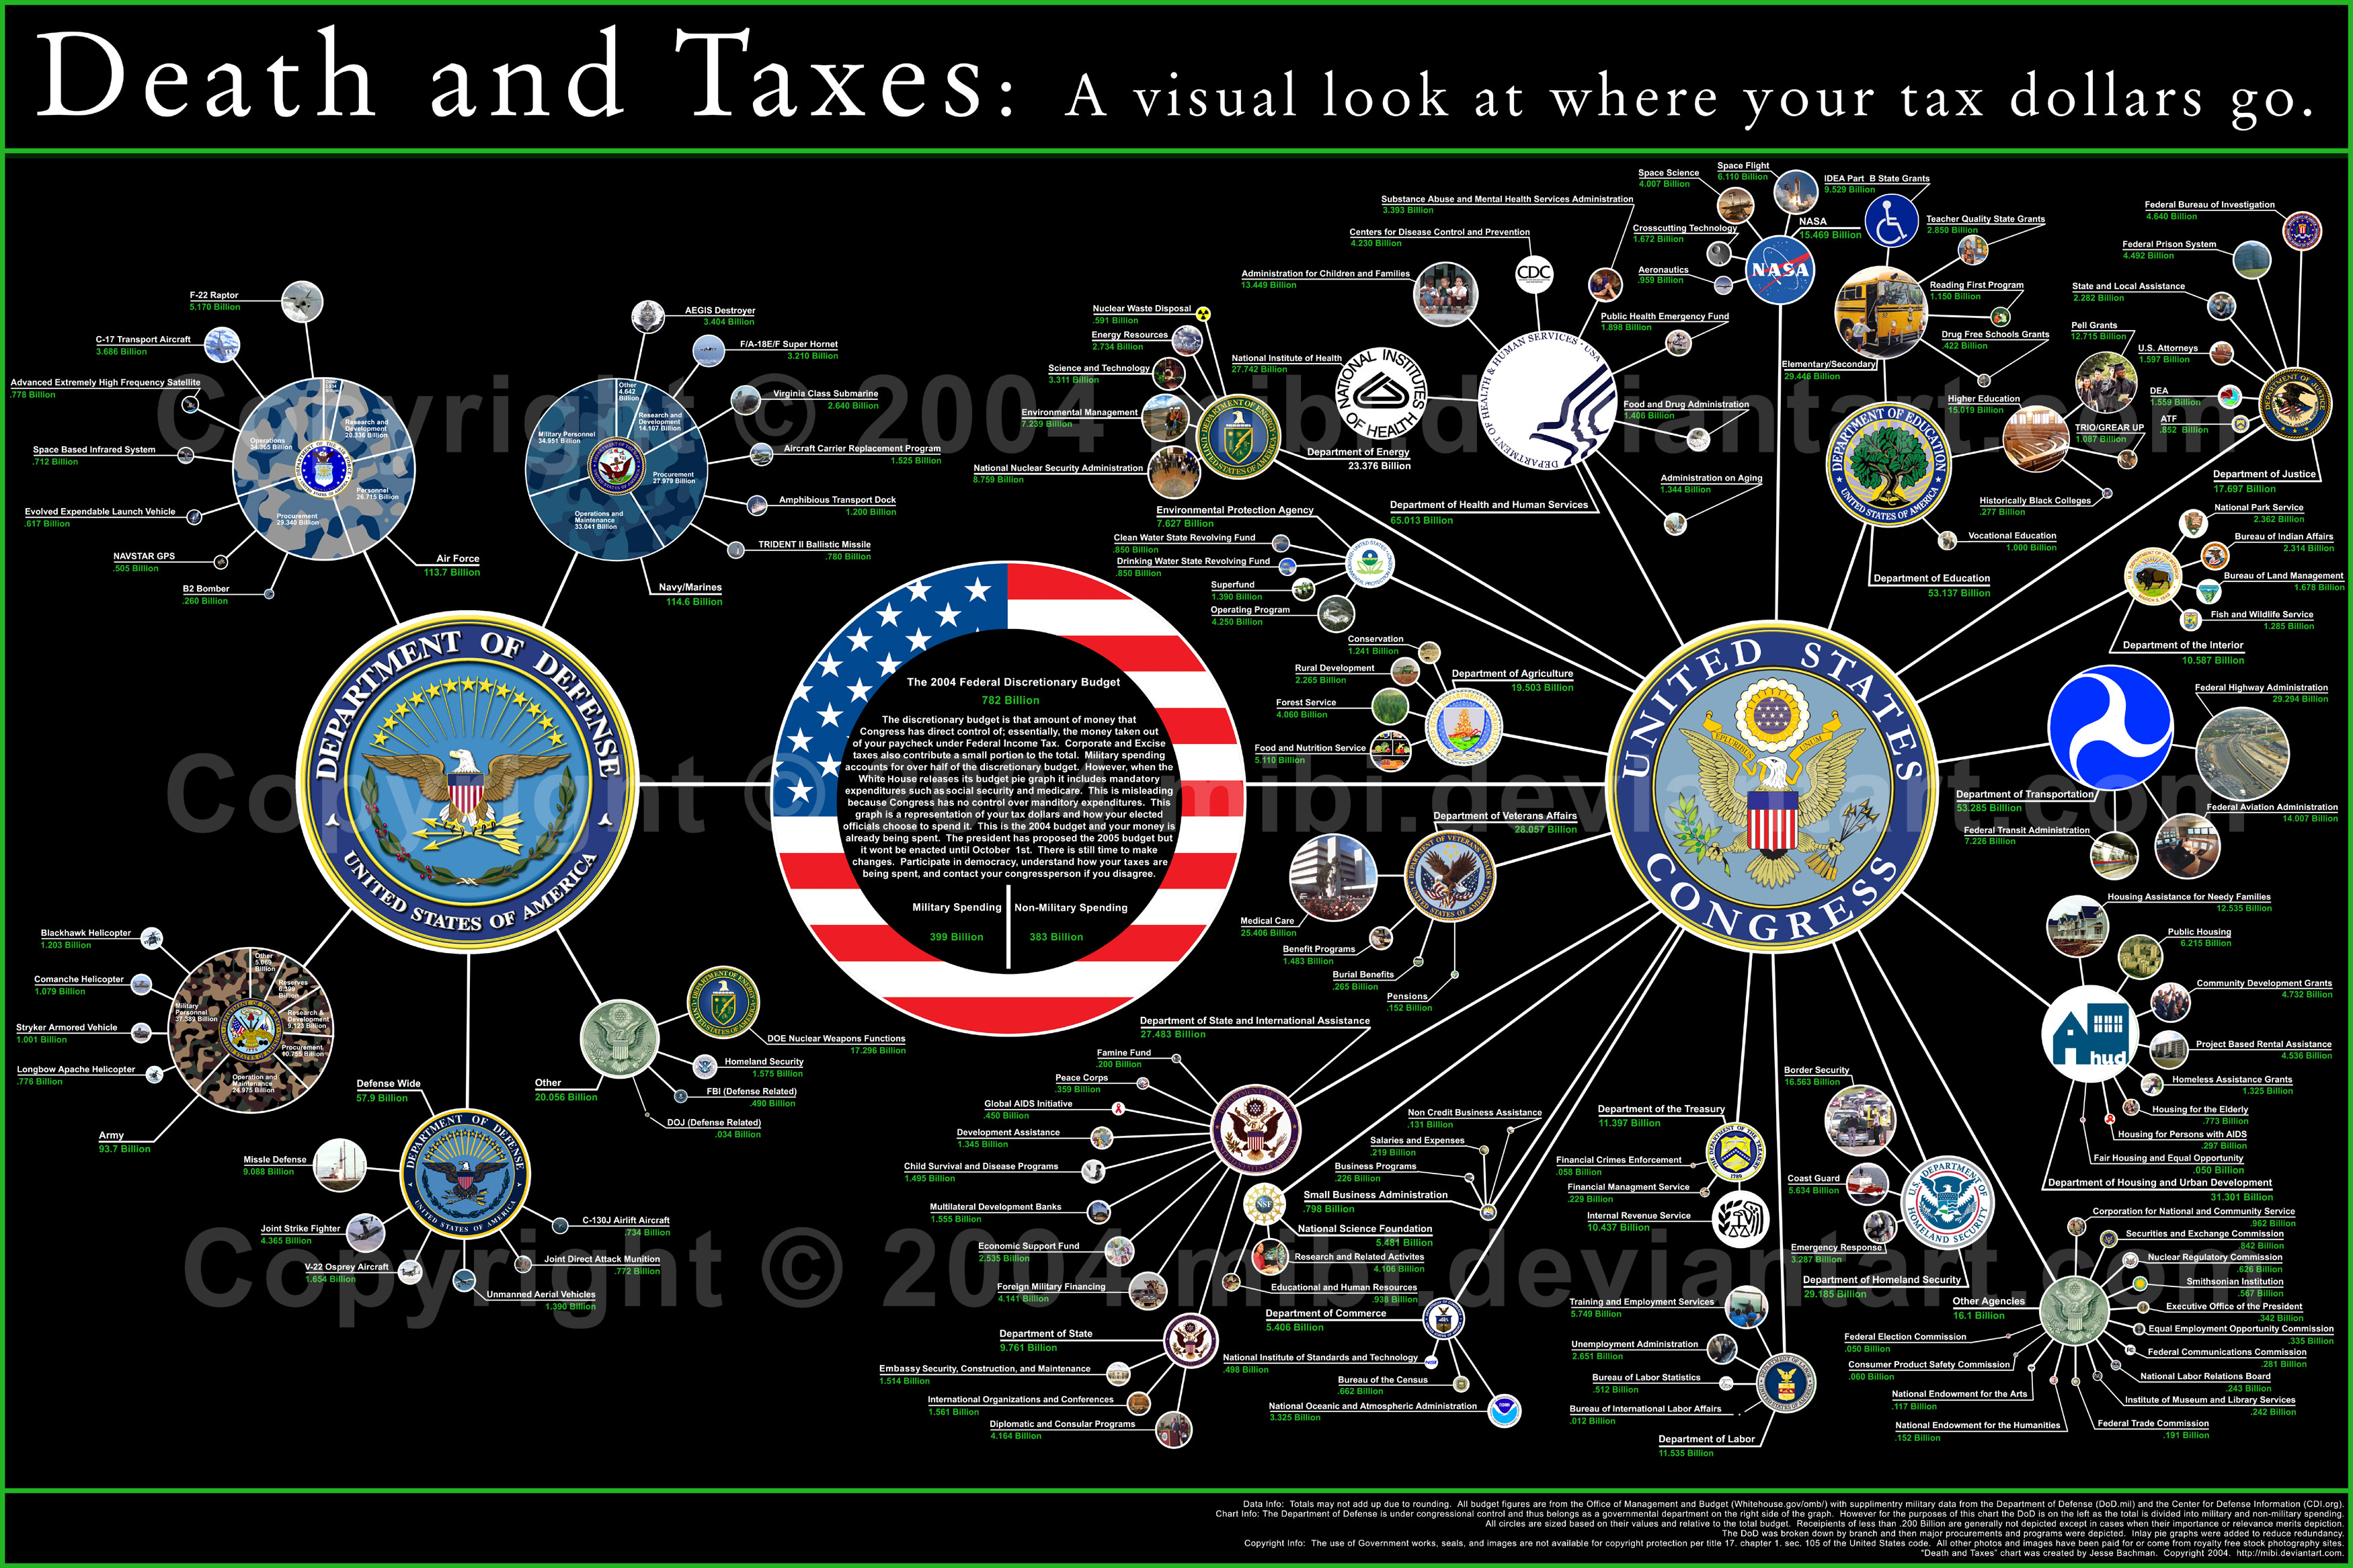 Death and Taxes: A visual look at where your tax dollars go.
F-22 Raptor
5.170 Billion
C-17 Transport Aircraft
3.686 Billion
Advanced Extremely High Frequency Satellite
.778 Billion
Space Based Infrared System
.712 Billion
Evolved Expendable Launch Vehicle
.617 Billion
NAVSTAR GPS
.505 Billion
B2 Bomber
.260 Billion
Operations
34.365 Billion
Research and
Development
20.336 Billion
Personnel
26.715 Billion
Procurement
29.340 Billion
Air Force
113.7 Billion
AEGIS Destroyer
3.404 Billion
F/A-18E/F Super Hornet
3.210 Billion
Virginia Class Submarine
2.640 Billion
Aircraft Carrier Replacement Program
1.525 Billion
Amphibious Transport Dock
1.200 Billion
TRIDENT II Ballistic Missile
.780 Billion
Other
4.642
Billion
Research and
Development
14.107 Billion
Military Personnel
34.951 Billion
Procurement
27.979 Billion
Operations and
Maintenance
33.041 Billion
Navy/Marines
114.6 Billion
DEPARTMENT OF DEFENSE
UNITED STATES OF AMERICA
Blackhawk Helicopter
1.203 Billion
Comanche Helicopter
1.079 Billion
Stryker Armored Vehicle
1.001 Billion
Longbow Apache Helicopter
.776 Billion
Other
5.069
Billion
Reserves
6.399
Billion
Military
Personnel
37.389 Billion
Research &
Development
9.123 Billion
Procurement
10.755 Billion
Operation and
Maintenance
24.975 Billion
Army
93.7 Billion
Defense Wide
57.9 Billion
DEPARTMENT OF DEFENSE
UNITED STATES OF AMERICA
Missle Defense
9.088 Billion
Joint Strike Fighter
4.365 Billion
V-22 Osprey Aircraft
1.654 Billion
Unmanned Aerial Vehicles
1.390 Billion
Joint Direct Attack Munition
.772 Billion
C-130J Airlift Aircraft
.734 Billion
Other
20.056 Billion
DOE Nuclear Weapons Functions
17.296 Billion
Homeland Security
1.575 Billion
FBI (Defense Related)
.490 Billion
DOJ (Defense Related)
.034 Billion
The 2004 Federal Discretionary Budget
782 Billion
The discretionary budget is that amount of money that
Congress has direct control of; essentially, the money taken out
of your paycheck under Federal Income Tax. Corporate and Excise
taxes also contribute a small portion to the total. Military spending
accounts for over half of the discretionary budget. However, when the
White House releases its budget pie graph it includes mandatory
expenditures such as social security and medicare. This is misleading
because Congress has no control over manditory expenditures. This
graph is a representation of your tax dollars and how your elected
officials choose to spend it. This is the 2004 budget and your money is
already being spent. The president has proposed the 2005 budget but
it wont be enacted until October 1st. There is still time to make
changes. Participate in democracy, understand how your taxes are
being spent, and contact your congressperson if you disagree.
Military Spending
399 Billion
Non-Military Spending
383 Billion
Nuclear Waste Disposal
.591 Billion
Energy Resources
2.734 Billion
Science and Technology
3.311 Billion
Environmental Management
7.239 Billion
National Nuclear Security Administration
8.759 Billion
Department of Energy
23.376 Billion
Substance Abuse and Mental Health Services Administration
3.393 Billion
Centers for Disease Control and Prevention
4.230 Billion
CDC
Administration for Children and Families
13.449 Billion
National Institute of Health
27.742 Billion
NATIONAL INSTITUTES OF HEALTH
DEPARTMENT OF HEALTH & HUMAN SERVICES • USA
Public Health Emergency Fund
1.898 Billion
Food and Drug Administration
1.406 Billion
Administration on Aging
1.344 Billion
Department of Health and Human Services
65.013 Billion
Space Science
4.007 Billion
Space Flight
6.110 Billion
Crosscutting Technology
1.672 Billion
Aeronautics
.959 Billion
NASA
NASA
15.469 Billion
IDEA Part B State Grants
9.529 Billion
Teacher Quality State Grants
2.850 Billion
Reading First Program
1.150 Billion
Drug Free Schools Grants
.422 Billion
Elementary/Secondary
29.446 Billion
Pell Grants
12.715 Billion
Higher Education
15.019 Billion
TRIO/GREAR UP
1.087 Billion
Historically Black Colleges
.277 Billion
Vocational Education
1.000 Billion
DEPARTMENT OF EDUCATION
UNITED STATES OF AMERICA
Department of Education
53.137 Billion
Federal Bureau of Investigation
4.640 Billion
Federal Prison System
4.492 Billion
State and Local Assistance
2.282 Billion
U.S. Attorneys
1.597 Billion
DEA
1.559 Billion
ATF
.852 Billion
Department of Justice
17.697 Billion
Environmental Protection Agency
7.627 Billion
Clean Water State Revolving Fund
.850 Billion
Drinking Water State Revolving Fund
.850 Billion
Superfund
1.390 Billion
Operating Program
4.250 Billion
Conservation
1.241 Billion
Rural Development
2.265 Billion
Forest Service
4.060 Billion
Food and Nutrition Service
5.110 Billion
Department of Agriculture
19.503 Billion
National Park Service
2.362 Billion
Bureau of Indian Affairs
2.314 Billion
Bureau of Land Management
1.678 Billion
Fish and Wildlife Service
1.285 Billion
Department of the Interior
10.587 Billion
UNITED STATES
CONGRESS
E PLURIBUS UNUM
Federal Highway Administration
29.294 Billion
Federal Aviation Administration
14.007 Billion
Federal Transit Administration
7.226 Billion
Department of Transportation
53.285 Billlion
Department of Veterans Affairs
28.057 Billion
Medical Care
25.406 Billion
Benefit Programs
1.483 Billion
Burial Benefits
.265 Billion
Pensions
.152 Billion
Housing Assistance for Needy Families
12.535 Billion
Public Housing
6.215 Billion
Community Development Grants
4.732 Billion
Project Based Rental Assistance
4.536 Billion
Homeless Assistance Grants
1.325 Billion
Housing for the Elderly
.773 Billion
Housing for Persons with AIDS
.297 Billion
Fair Housing and Equal Opportunity
.050 Billion
hud
Department of Housing and Urban Development
31.301 Billion
Department of State and International Assistance
27.483 Billion
Famine Fund
.200 Billion
Peace Corps
.359 Billion
Global AIDS Initiative
.450 Billion
Development Assistance
1.345 Billion
Child Survival and Disease Programs
1.495 Billion
Multilateral Development Banks
1.555 Billion
Economic Support Fund
2.535 Billion
Foreign Military Financing
4.141 Billion
Department of State
9.761 Billion
Embassy Security, Construction, and Maintenance
1.514 Billion
International Organizations and Conferences
1.561 Billion
Diplomatic and Consular Programs
4.164 Billion
Non Credit Business Assistance
.131 Billion
Salaries and Expenses
.219 Billion
Business Programs
.226 Billion
Small Business Administration
.798 Billion
NSF
National Science Foundation
5.481 Billion
Research and Related Activites
4.106 Billion
Educational and Human Resources
.938 Billion
Department of Commerce
5.406 Billion
National Institute of Standards and Technology
.498 Billion
Bureau of the Census
.662 Billion
National Oceanic and Atmospheric Administration
3.325 Billion
Department of the Treasury
11.397 Billion
Financial Crimes Enforcement
.058 Billion
Financial Managment Service
.229 Billion
Internal Revenue Service
10.437 Billion
Border Security
16.563 Billion
Coast Guard
5.634 Billion
Emergency Response
3.287 Billion
U.S. DEPARTMENT OF HOMELAND SECURITY
Department of Homeland Security
29.185 Billion
Training and Employment Services
5.749 Billion
Unemployment Administration
2.651 Billion
Bureau of Labor Statistics
.512 Billion
Bureau of International Labor Affairs
.012 Billion
Department of Labor
11.535 Billion
Other Agencies
16.1 Billion
Corporation for National and Community Service
.962 Billion
Securities and Exchange Commission
.842 Billion
Nuclear Regulatory Commission
.626 Billion
Smithsonian Institution
.567 Billion
Executive Office of the President
.342 Billion
Equal Employment Opportunity Commission
.335 Billion
Federal Communications Commission
.281 Billion
National Labor Relations Board
.243 Billion
Institute of Museum and Library Services
.242 Billion
Federal Trade Commission
.191 Billion
Federal Election Commission
.050 Billion
Consumer Product Safety Commission
.060 Billion
National Endowment for the Arts
.117 Billion
National Endowment for the Humanities
.152 Billion
Copyright © 2004 mibi.deviantart.com
Copyright © 2004 mibi.deviantart.com
Copyright © 2004 mibi.deviantart.com
Data Info: Totals may not add up due to rounding. All budget figures are from the Office of Management and Budget (Whitehouse.gov/omb/) with supplimentry military data from the Department of Defense (DoD.mil) and the Center for Defense Information (CDI.org).
Chart Info: The Department of Defense is under congressional control and thus belongs as a governmental department on the right side of the graph. However for the purposes of this chart the DoD is on the left as the total is divided into military and non-military spending.
All circles are sized based on their values and relative to the total budget. Receipients of less than .200 Billion are generally not depicted except in cases when their importance or relevance merits depiction.
The DoD was broken down by branch and then major procurements and programs were depicted. Inlay pie graphs were added to reduce redundancy.
Copyright Info: The use of Government works, seals, and images are not available for copyright protection per title 17. chapter 1. sec. 105 of the United States code. All other photos and images have been paid for or come from royalty free stock photography sites.
"Death and Taxes" chart was created by Jesse Bachman. Copyright 2004. http://mibi.deviantart.com.